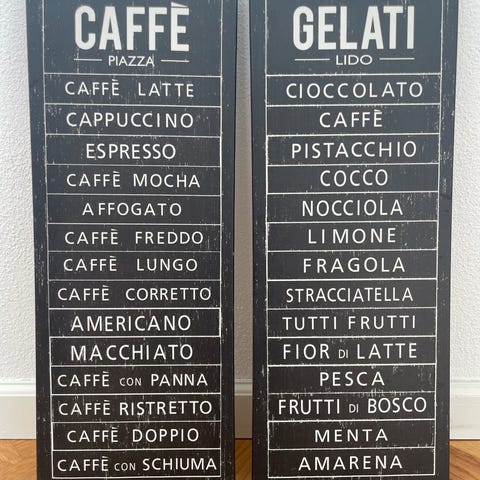 CAFFÈ
PIAZZA
CAFFÈ LATTE
CAPPUCCINO
ESPRESSO
CAFFÈ MOCHA
AFFOGATO
CAFFÈ FREDDO
CAFFÈ LUNGO
CAFFÈ CORRETTO
AMERICANO
MACCHIATO
CAFFÈ CON PANNA
CAFFÈ RISTRETTO
CAFFÈ DOPPIO
CAFFÈ CON SCHIUMA
GELATI
LIDO
CIOCCOLATO
CAFFÈ
PISTACCHIO
COCCO
NOCCIOLA
LIMONE
FRAGOLA
STRACCIATELLA
TUTTI FRUTTI
FIOR DI LATTE
PESCA
FRUTTI DI BOSCO
MENTA
AMARENA